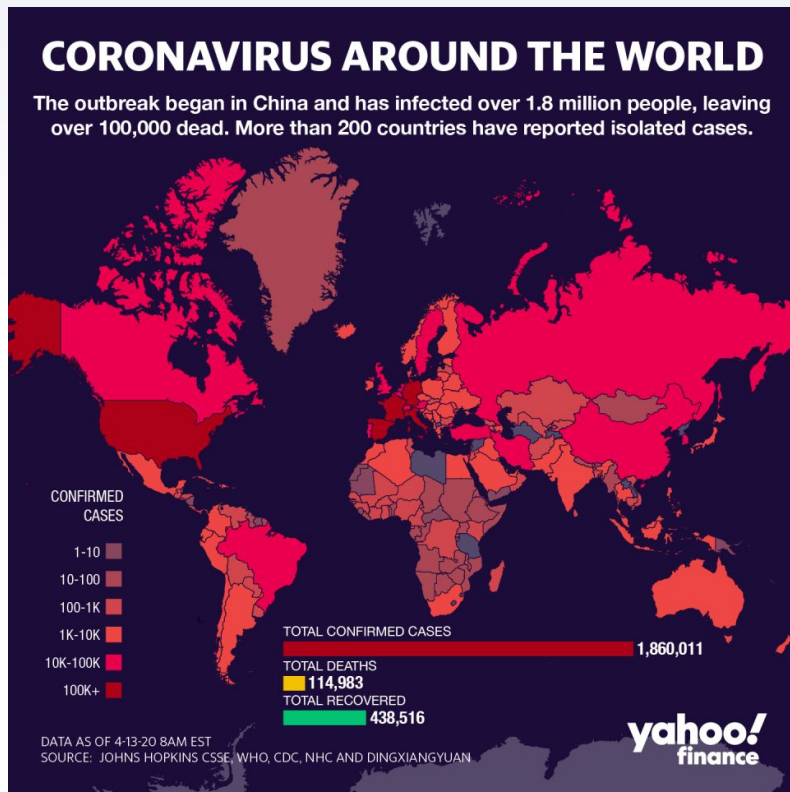 CORONAVIRUS AROUND THE WORLD
The outbreak began in China and has infected over 1.8 million people, leaving
over 100,000 dead. More than 200 countries have reported isolated cases.
CONFIRMED
CASES
1-10
10-100
100-1K
1K-10K
10K-100K
100K+
TOTAL CONFIRMED CASES
1,860,011
TOTAL DEATHS
114,983
TOTAL RECOVERED
438,516
DATA AS OF 4-13-20 8AM EST
SOURCE: JOHNS HOPKINS CSSE, WHO, CDC, NHC AND DINGXIANGYUAN
yahoo!
finance